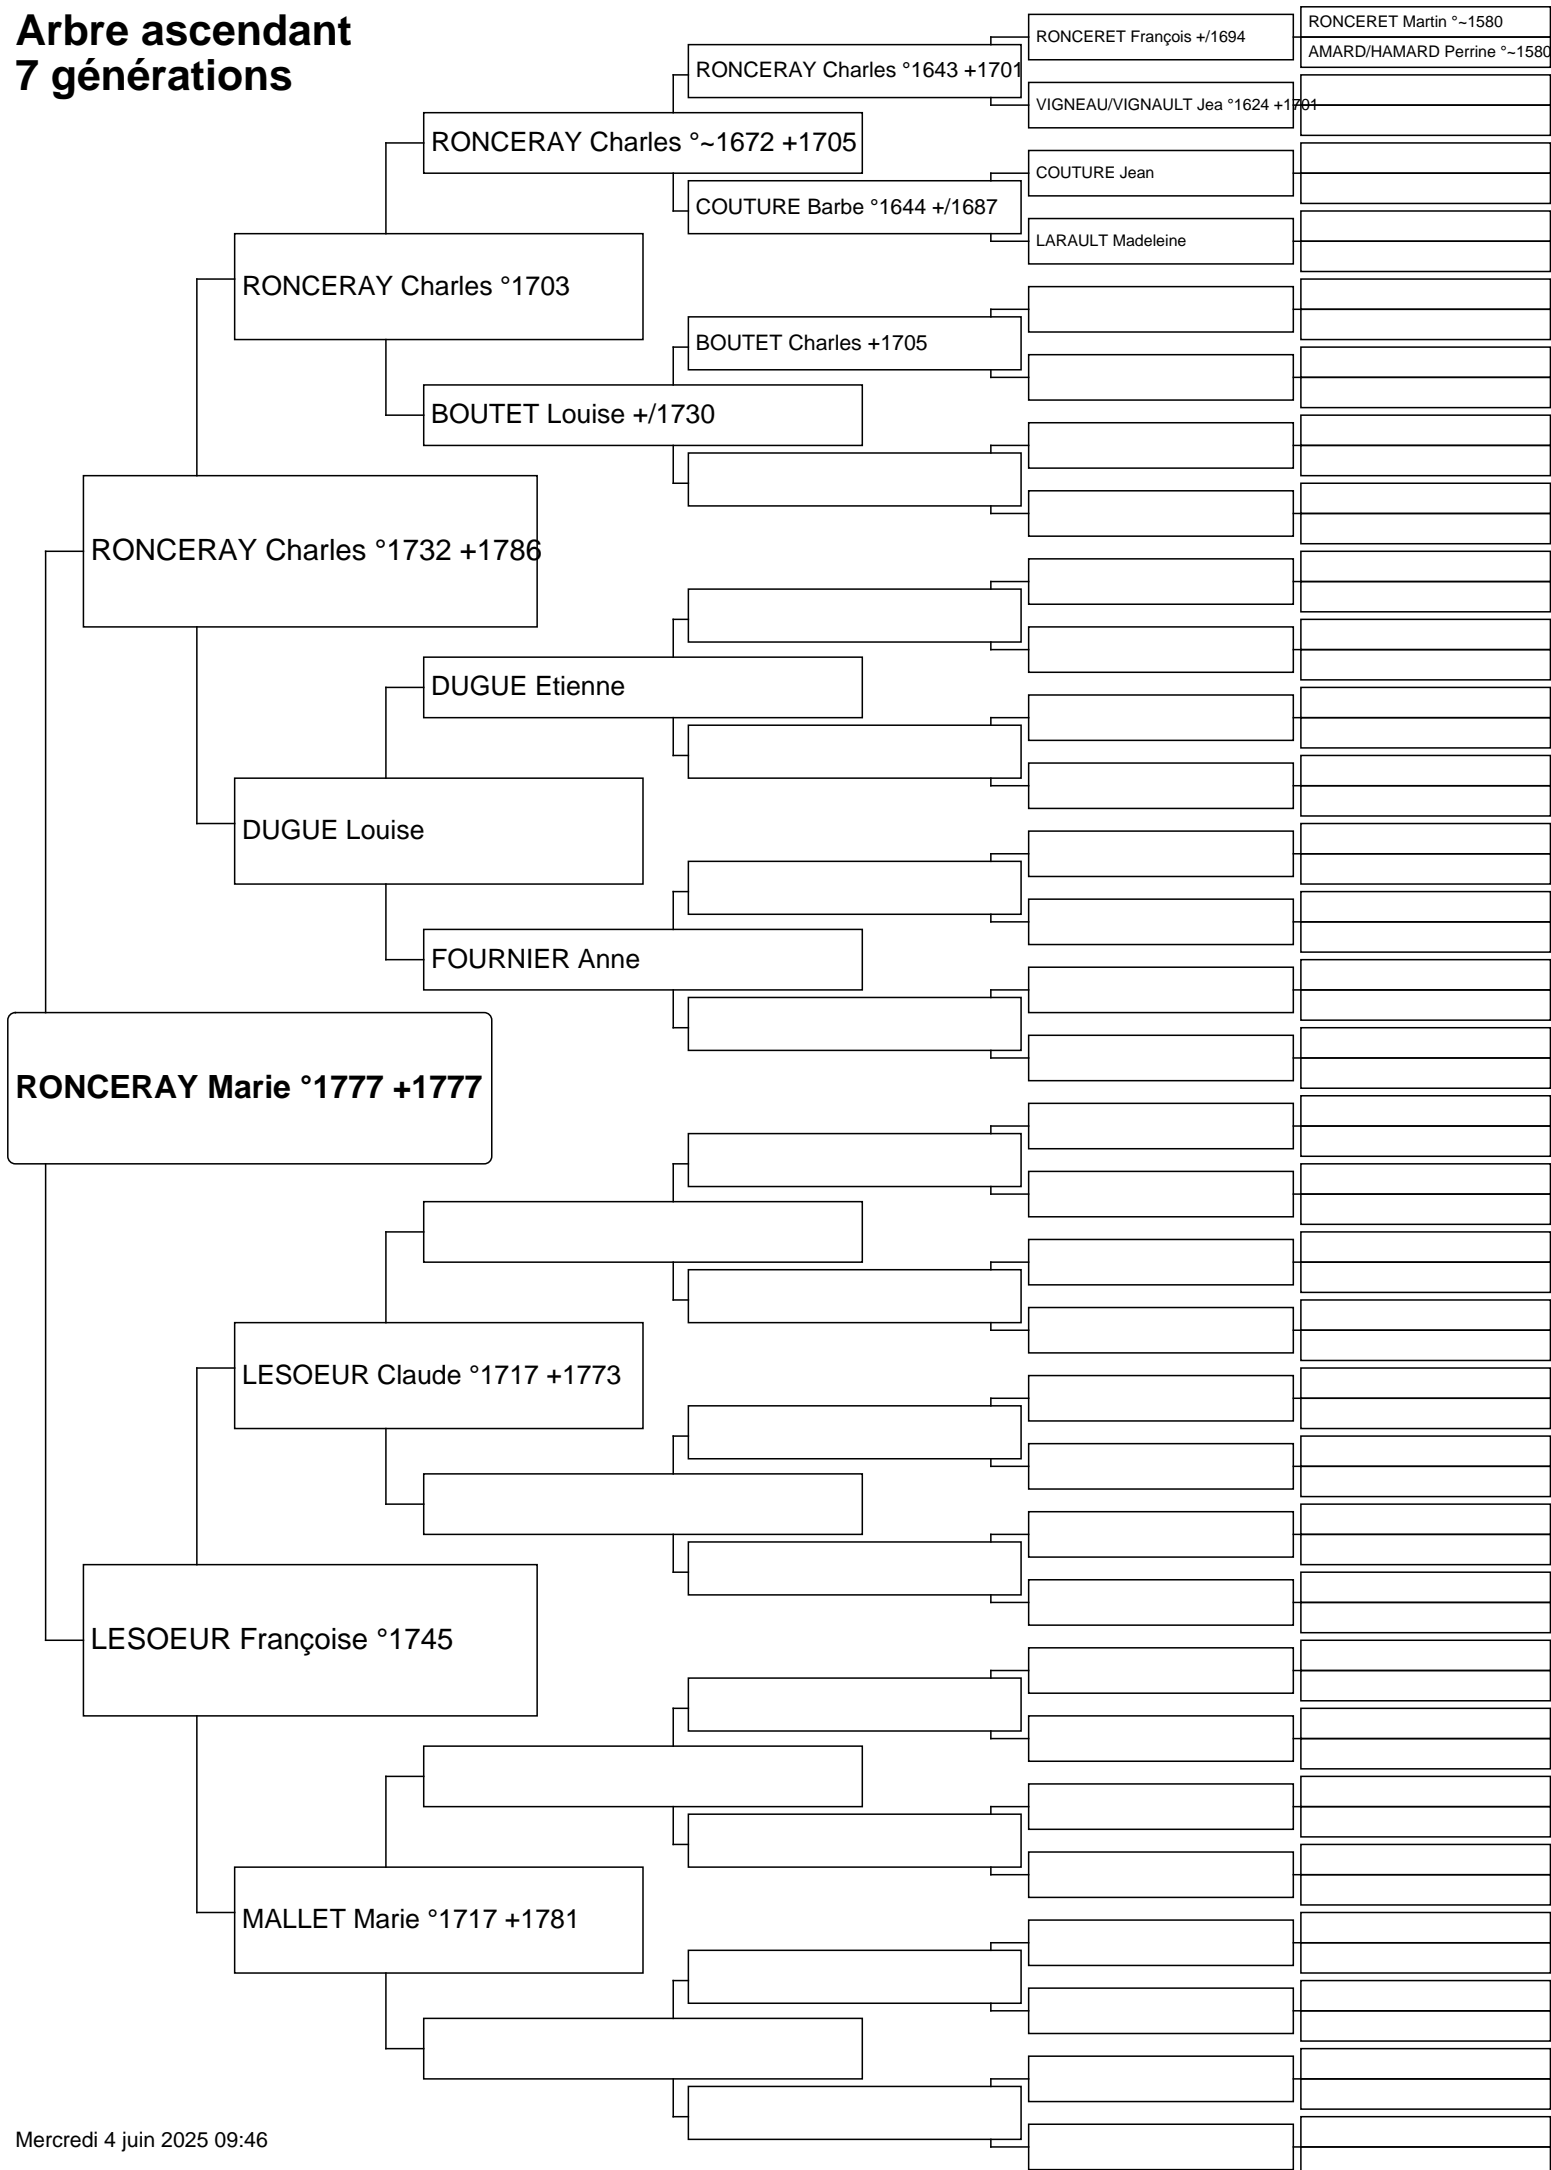 Arbre ascendant
7 générations
RONCERET François +/1694
RONCERET Martin °~1580
AMARD/HAMARD Perrine °~1580
RONCERAY Charles °1643 +1701
VIGNEAU/VIGNAULT Jea °1624 +1701
RONCERAY Charles °~1672 +1705
COUTURE Jean
COUTURE Barbe °1644 +/1687
LARAULT Madeleine
RONCERAY Charles °1703
BOUTET Charles +1705
BOUTET Louise +/1730
RONCERAY Charles °1732 +1786
DUGUE Etienne
DUGUE Louise
FOURNIER Anne
RONCERAY Marie °1777 +1777
LESOEUR Claude °1717 +1773
LESOEUR Françoise °1745
MALLET Marie °1717 +1781
Mercredi 4 juin 2025 09:46